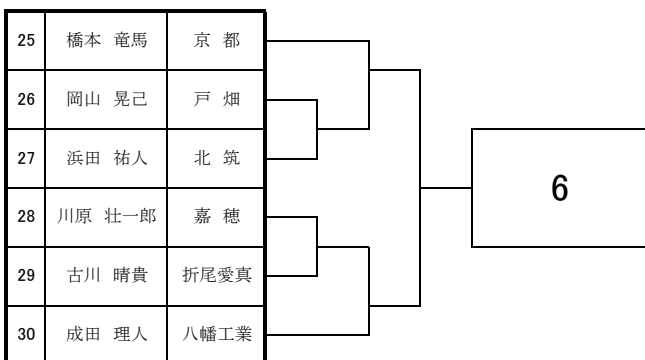 25 橋本 竜馬 京 都
26 岡山 晃己 戸 畑
27 浜田 祐人 北 筑
28 川原 壮一郎 嘉 穂
29 古川 晴貴 折尾愛真
30 成田 理人 八幡工業
6